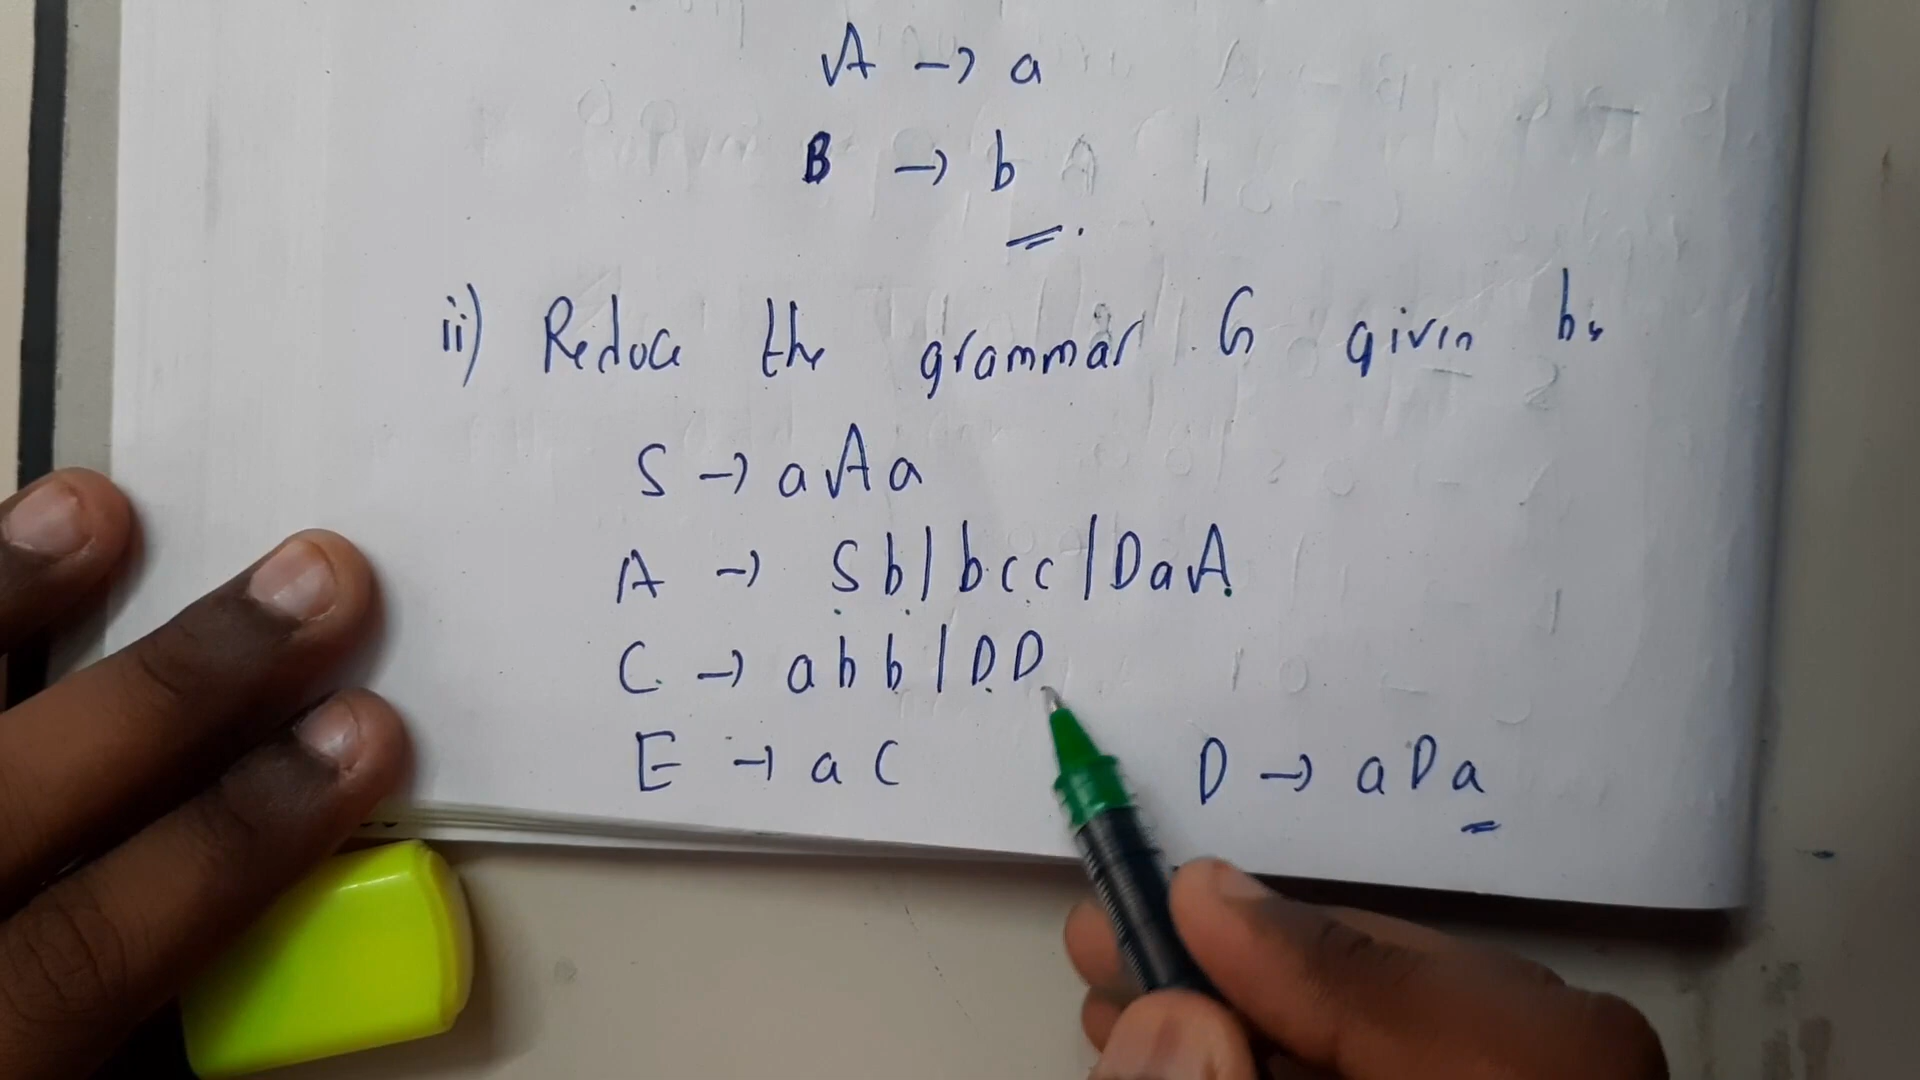 A → a
B → b
ii) Reduce the grammar G given by
S → aAa
A → Sb/bcc/DaA
C → abb/DD
E → aC D → aDa